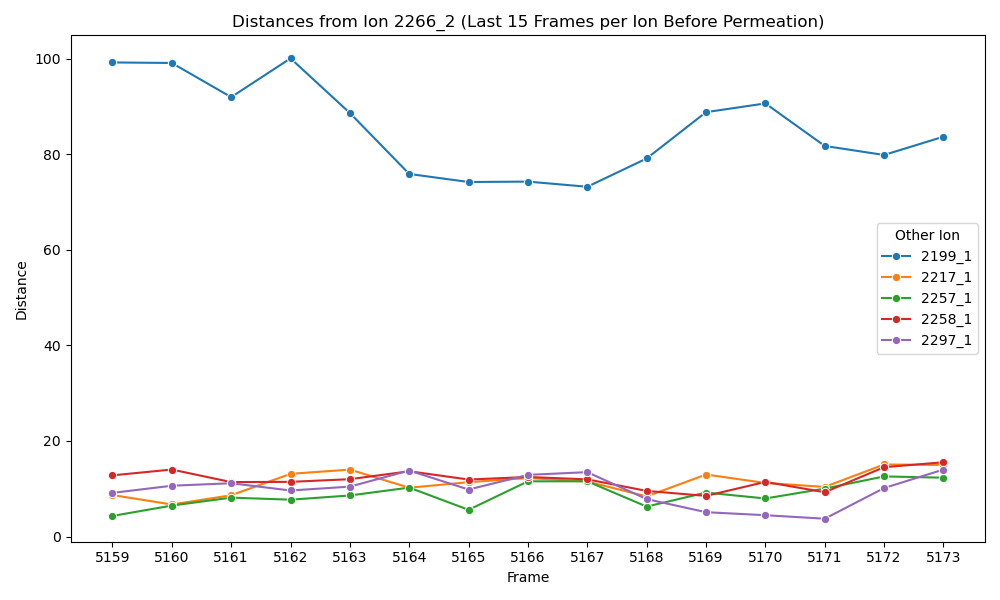 Distances from Ion 2266_2 (Last 15 Frames per Ion Before Permeation)
Distance
100
80
60
40
20
0
Other Ion
2199_1
2217_1
2257_1
2258_1
2297_1
5159 5160 5161 5162 5163 5164 5165 5166 5167 5168 5169 5170 5171 5172 5173
Frame